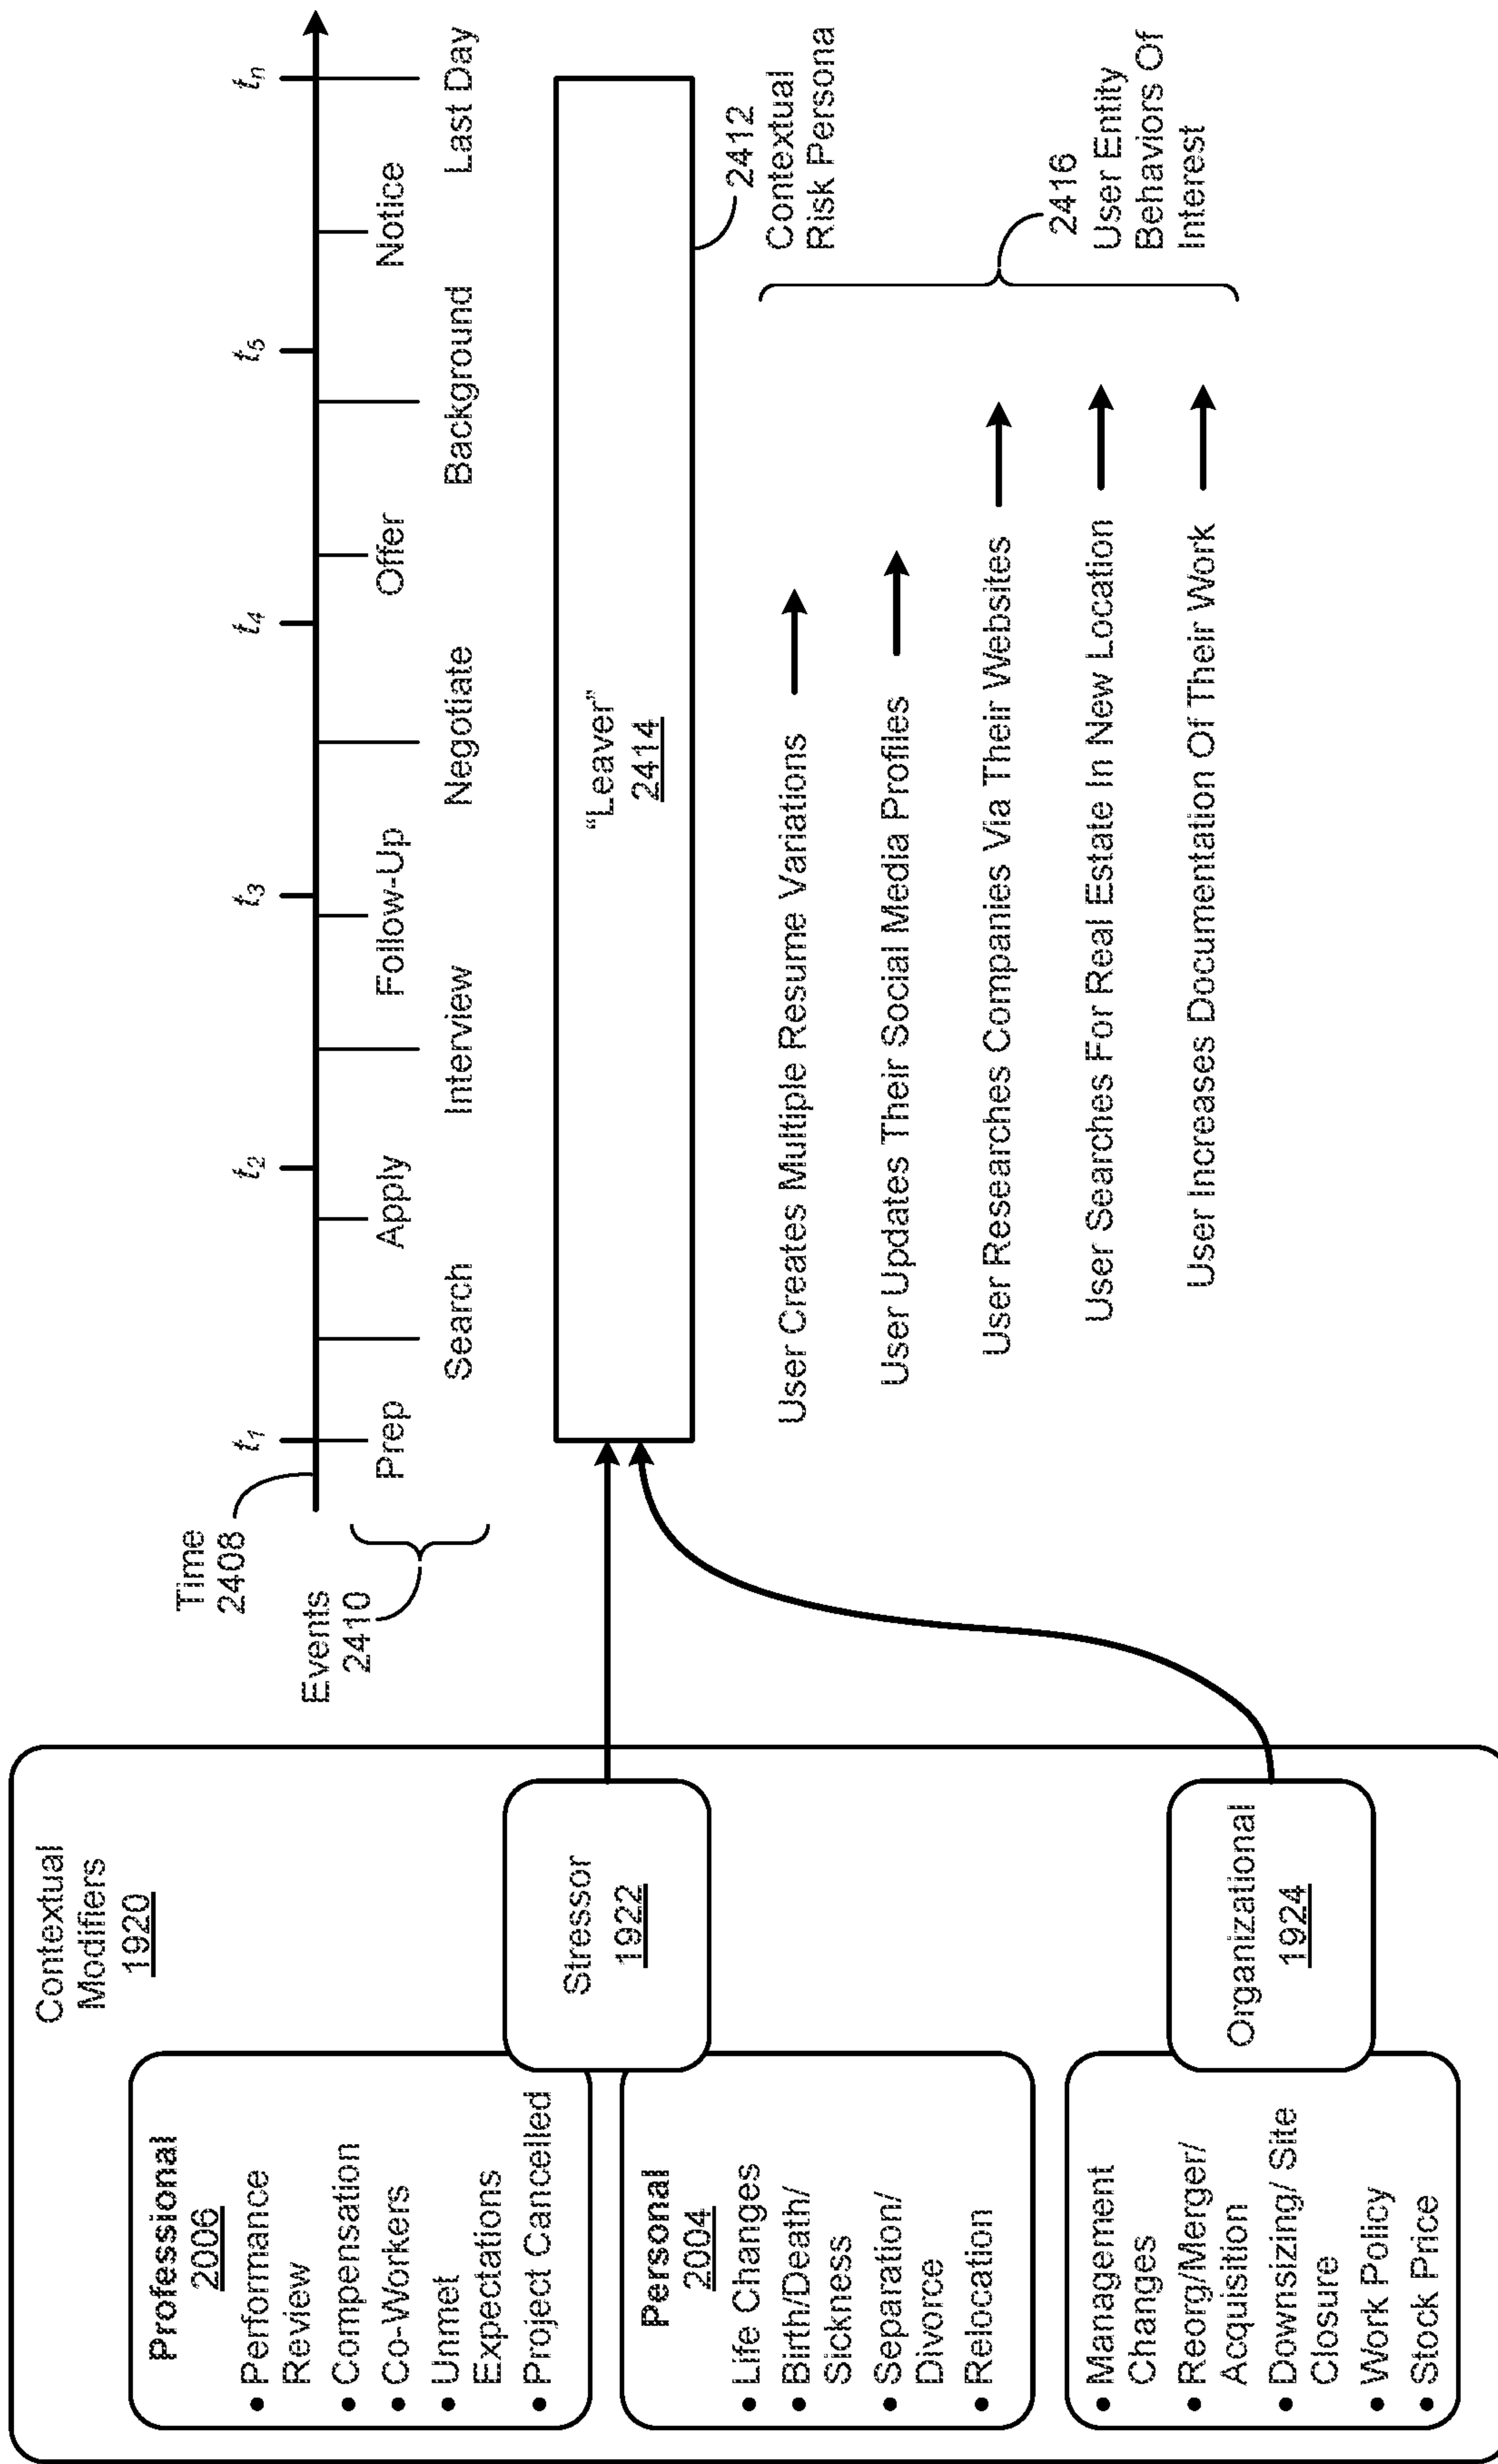 Contextual
Modifiers
1920
Professional
2006
● Performance
Review
● Compensation
● Co-Workers
● Unmet
Expectations
● Project Cancelled
Personal
2004
● Life Changes
● Birth/Death/
Sickness
● Separation/
Divorce
● Relocation
● Management
Changes
● Reorg/Merger/
Acquisition
● Downsizing/ Site
Closure
● Work Policy
● Stock Price
Stressor
1922
Organizational
1924
Time
2408
Events
2410
t1
t2
t3
t4
t5
tn
Prep
Search
Apply
Interview
Follow-Up
Negotiate
Offer
Background
Notice
Last Day
“Leaver”
2414
2412
Contextual
Risk Persona
User Creates Multiple Resume Variations
User Updates Their Social Media Profiles
User Researches Companies Via Their Websites
User Searches For Real Estate In New Location
User Increases Documentation Of Their Work
2416
User Entity
Behaviors Of
Interest